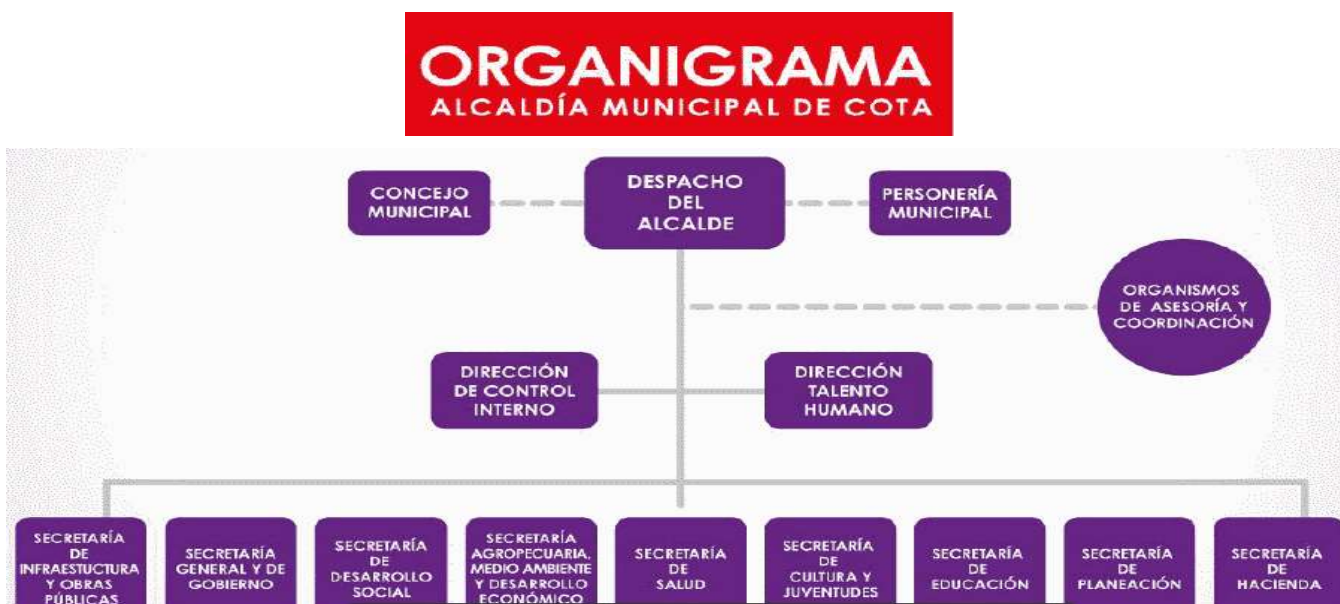 ORGANIGRAMA
ALCALDÍA MUNICIPAL DE COTA
CONCEJO
MUNICIPAL
DESPACHO
DEL
ALCALDE
PERSONERÍA
MUNICIPAL
ORGANISMOS
DE ASESORÍA Y
COORDINACIÓN
DIRECCIÓN
DE CONTROL
INTERNO
DIRECCIÓN
TALENTO
HUMANO
SECRETARÍA
DE
INFRAESTUCTURA
Y OBRAS
PÚBLICAS
SECRETARÍA
GENERAL Y DE
GOBIERNO
SECRETARÍA
DE
DESARROLLO
SOCIAL
SECRETARÍA
AGROPECUARIA,
MEDIO AMBIENTE
Y DESARROLLO
ECONÓMICO
SECRETARÍA
DE
SALUD
SECRETARÍA
DE
CULTURA Y
JUVENTUDES
SECRETARÍA
DE
EDUCACIÓN
SECRETARÍA
DE
PLANEACIÓN
SECRETARÍA
DE
HACIENDA